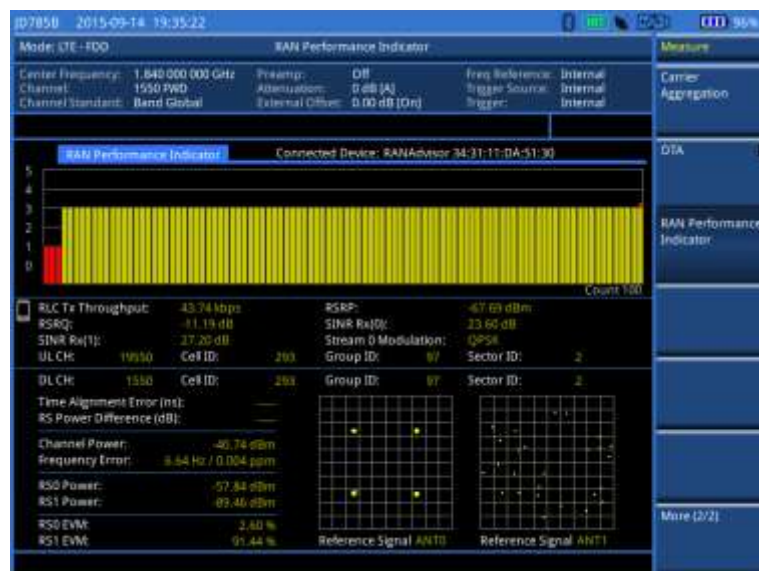 JD785B 2015-09-14 19:35:22 96%
Mode: LTE - FDD RAN Performance Indicator Measure
Center Frequency: 1.840 000 000 GHz Preamp: Off Freq Reference: Internal
Channel: 1550 FWD Attenuation: 0 dB [A] Trigger Source: Internal
Channel Standard: Band Global External Offset: 0.00 dB [On] Trigger: Internal
Carrier
Aggregation
RAN Performance Indicator Connected Device: RANAdvisor 34:31:11:DA:51:30
OTA
5
4
3
2
1
0
RAN Performance
Indicator
Count 100
RLC Tx Throughput: 43.74 kbps RSRP: -67.69 dBm
RSRQ: -11.19 dB SINR Rx(0): 23.60 dB
SINR Rx(1): 27.20 dB Stream 0 Modulation: QPSK
UL CH: 19550 Cell ID: 293 Group ID: 97 Sector ID: 2
DL CH: 1550 Cell ID: 293 Group ID: 97 Sector ID: 2
Time Alignment Error (ns):
RS Power Difference (dB):
Channel Power: -40.74 dBm
Frequency Error: 6.64 Hz / 0.004 ppm
RS0 Power: -57.84 dBm
RS1 Power: -89.46 dBm
RS0 EVM: 2.60 %
RS1 EVM: 91.44 %
Reference Signal ANT0 Reference Signal ANT1
More (2/2)